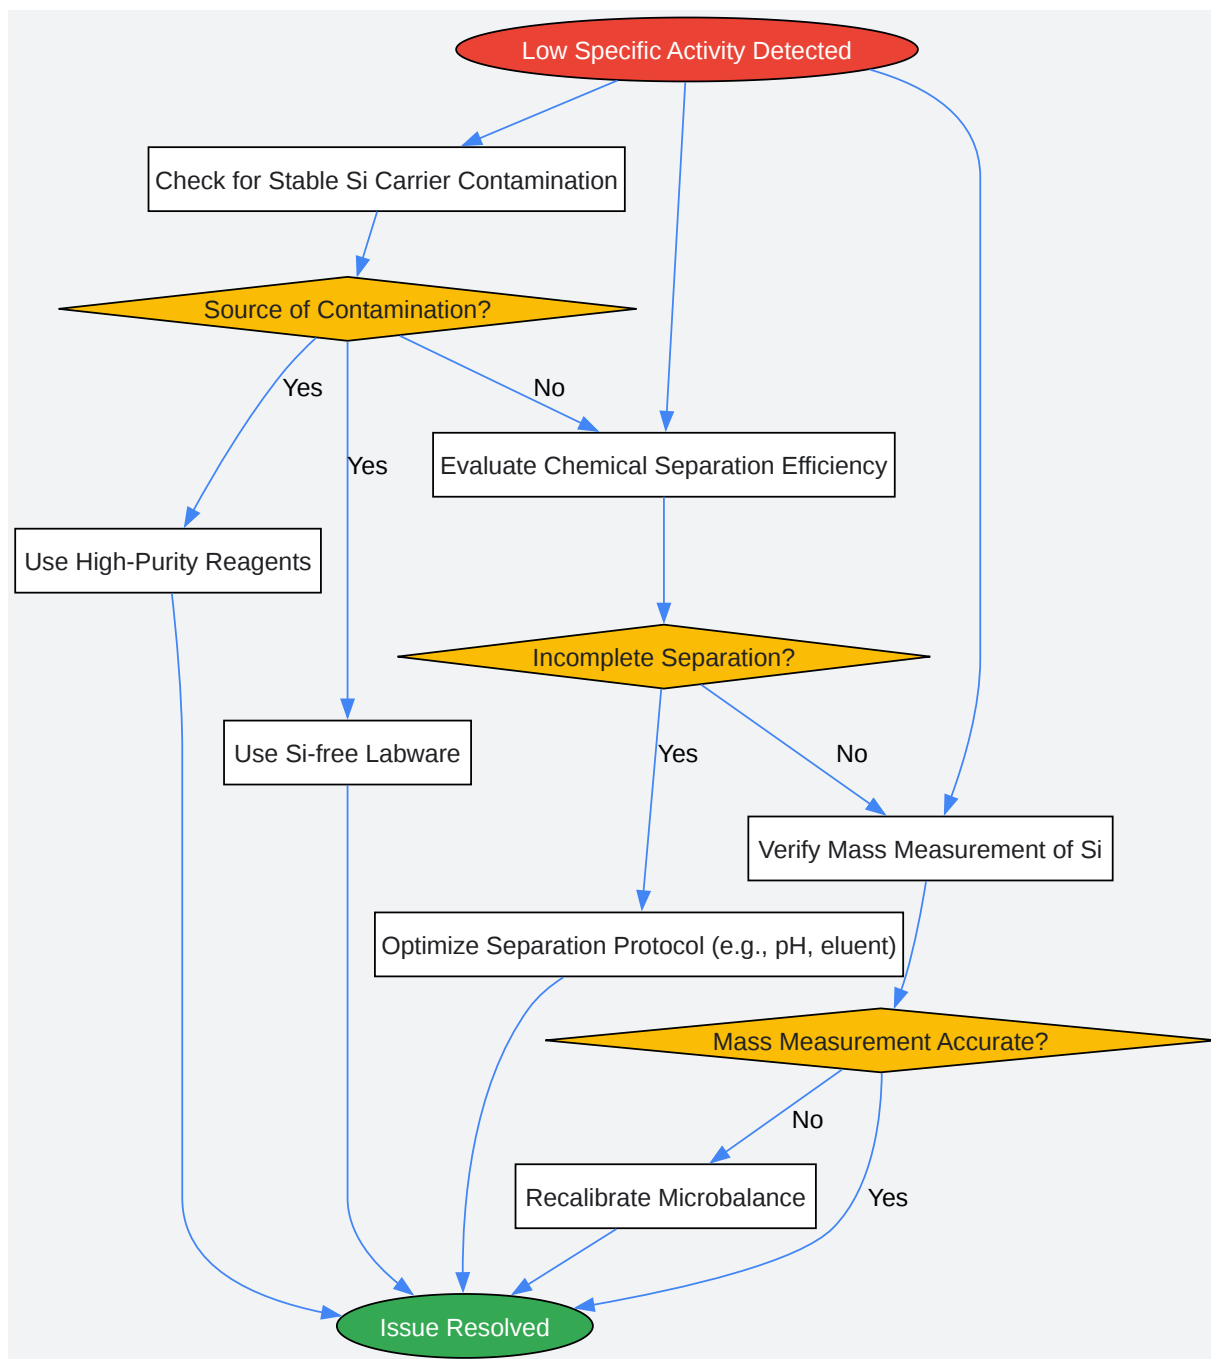 Low Specific Activity Detected
Check for Stable Si Carrier Contamination
Source of Contamination?
Yes
No
Yes
Evaluate Chemical Separation Efficiency
Use High-Purity Reagents
Incomplete Separation?
Use Si-free Labware
Yes
No
Verify Mass Measurement of Si
Optimize Separation Protocol (e.g., pH, eluent)
Mass Measurement Accurate?
No
Recalibrate Microbalance
Yes
Issue Resolved